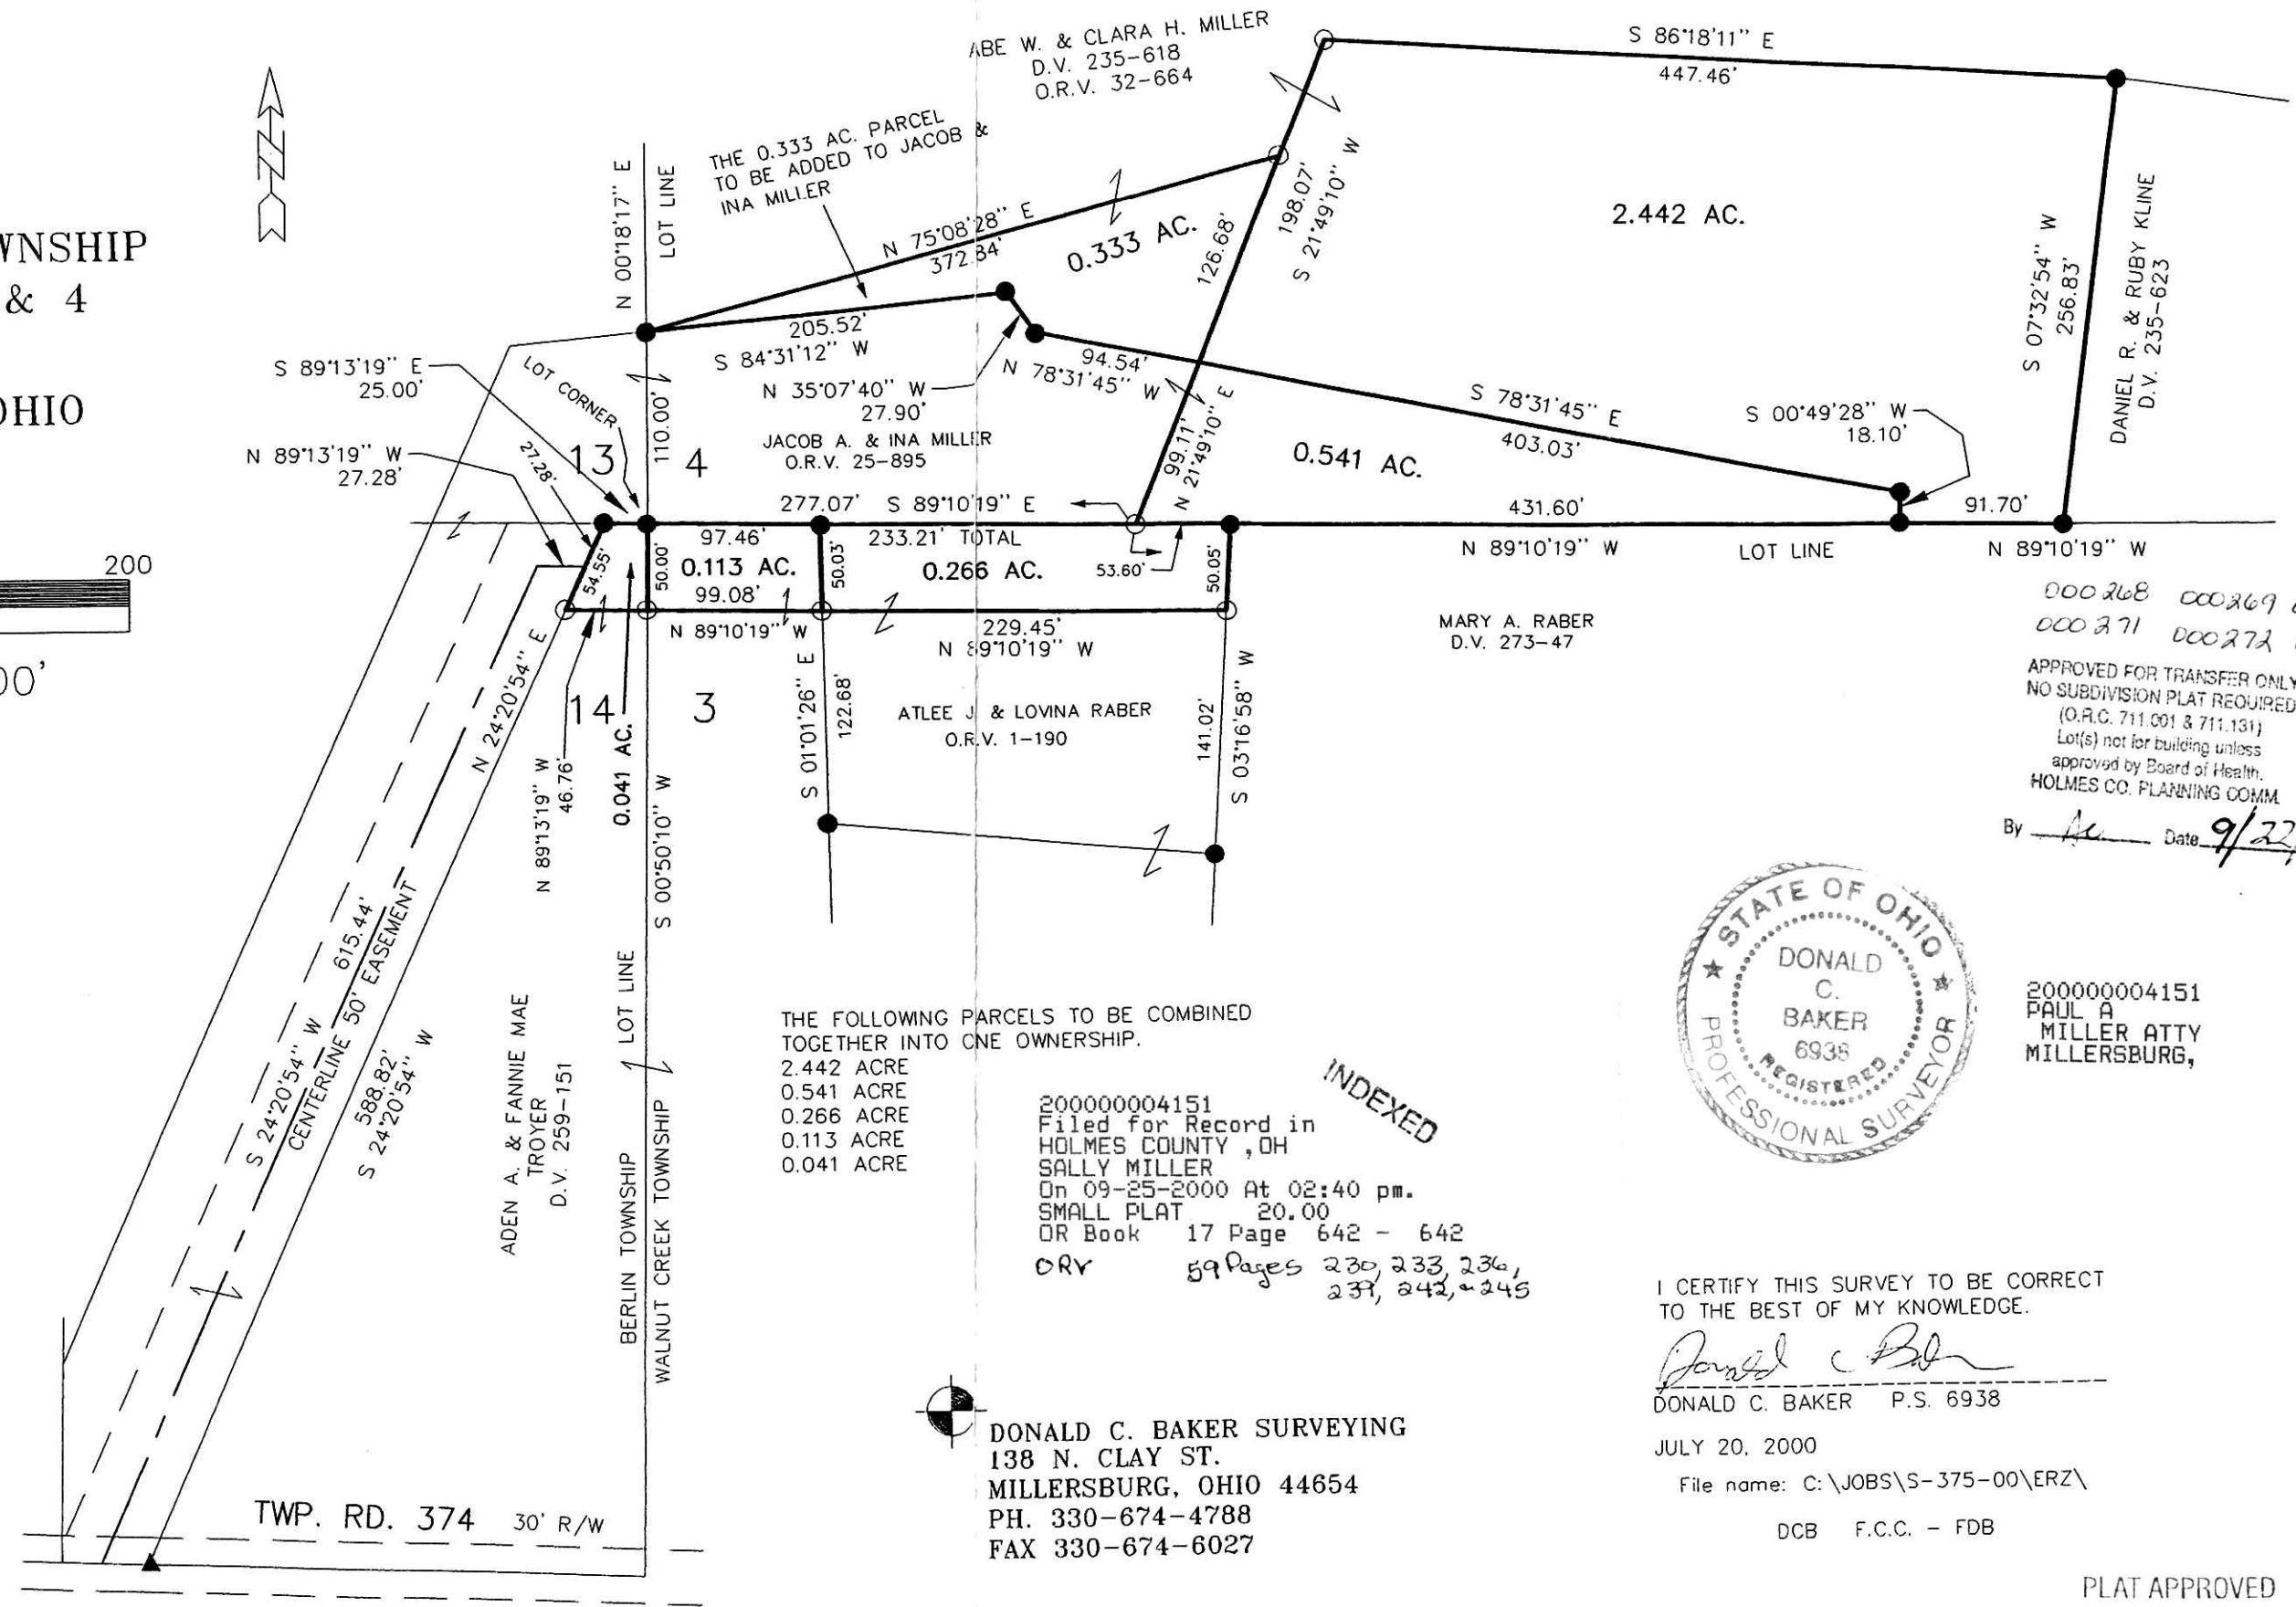 WNSHIP
& 4
OHIO
200
00'
N
ABE W. & CLARA H. MILLER
D.V. 235-618
O.R.V. 32-664
S 86°18'11" E
447.46'
THE 0.333 AC. PARCEL
TO BE ADDED TO JACOB &
INA MILLER
N 00°18'17" E
LOT LINE
N 75°08'28" E
372.84'
0.333 AC.
126.68'
198.07'
S 21°49'10" W
2.442 AC.
S 07°32'54" W
256.83'
DANIEL R. & RUBY KLINE
D.V. 235-623
205.52'
S 84°31'12" W
N 35°07'40" W
27.90'
94.54'
N 78°31'45" W
S 89°13'19" E
25.00'
LOT CORNER
110.00'
N 89°13'19" W
27.28'
27.28'
13
4
JACOB A. & INA MILLER
O.R.V. 25-895
99.11'
N 21°49'10" E
S 78°31'45" E
403.03'
0.541 AC.
S 00°49'28" W
18.10'
277.07' S 89°10'19" E
431.60'
91.70'
97.46'
233.21' TOTAL
N 89°10'19" W
LOT LINE
N 89°10'19" W
54.55'
50.00'
0.113 AC.
50.03'
0.266 AC.
53.60'
50.05'
99.08'
N 89°10'19" W
229.45'
N 89°10'19" W
MARY A. RABER
D.V. 273-47
000268 000269
000271 000272
APPROVED FOR TRANSFER ONLY
NO SUBDIVISION PLAT REQUIRED
(O.R.C. 711.001 & 711.131)
Lot(s) not for building unless
approved by Board of Health.
HOLMES CO. PLANNING COMM.
By Date 9/22/
N 24°20'54" E
14
3
N 89°13'19" W
46.76'
0.041 AC.
S 00°50'10" W
S 01°01'26" E
122.68'
ATLEE J. & LOVINA RABER
O.R.V. 1-190
141.02'
S 03°16'58" W
S 24°20'54" W 615.44'
CENTERLINE 50' EASEMENT
588.82'
S 24°20'54" W
ADEN A. & FANNIE MAE
TROYER
D.V. 259-151
LOT LINE
BERLIN TOWNSHIP
WALNUT CREEK TOWNSHIP
THE FOLLOWING PARCELS TO BE COMBINED
TOGETHER INTO ONE OWNERSHIP.
2.442 ACRE
0.541 ACRE
0.266 ACRE
0.113 ACRE
0.041 ACRE
200000004151
Filed for Record in
HOLMES COUNTY ,OH
SALLY MILLER
On 09-25-2000 At 02:40 pm.
SMALL PLAT 20.00
OR Book 17 Page 642 - 642
ORV 59 Pages 230, 233, 236,
239, 242, & 245
INDEXED
STATE OF OHIO
DONALD
C.
BAKER
6938
REGISTERED
PROFESSIONAL SURVEYOR
200000004151
PAUL A
MILLER ATTY
MILLERSBURG,
I CERTIFY THIS SURVEY TO BE CORRECT
TO THE BEST OF MY KNOWLEDGE.
Donald C Baker
DONALD C. BAKER P.S. 6938
JULY 20, 2000
File name: C:\JOBS\S-375-00\ERZ\
DCB F.C.C. - FDB
DONALD C. BAKER SURVEYING
138 N. CLAY ST.
MILLERSBURG, OHIO 44654
PH. 330-674-4788
FAX 330-674-6027
TWP. RD. 374 30' R/W
PLAT APPROVED